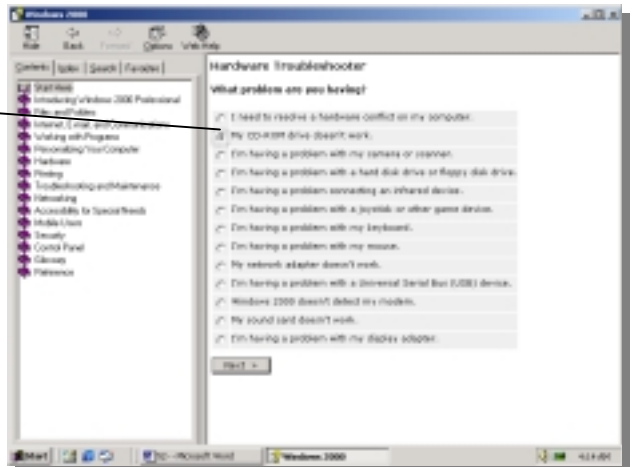 Windows 2000
Hide Back Forward Options Web Help
Contents Index Search Favorites
Start Here
Introducing Windows 2000 Professional
Files and Folders
Internet, E-mail, and Communications
Working with Programs
Personalizing Your Computer
Hardware
Printing
Troubleshooting and Maintenance
Networking
Accessibility for Special Needs
Mobile Users
Security
Control Panel
Glossary
Reference
Hardware Troubleshooter
What problem are you having?
I need to resolve a hardware conflict on my computer.
My CD-ROM drive doesn't work.
I'm having a problem with my camera or scanner.
I'm having a problem with a hard disk drive or floppy disk drive.
I'm having a problem connecting an infrared device.
I'm having a problem with a joystick or other game device.
I'm having a problem with my keyboard.
I'm having a problem with my mouse.
My network adapter doesn't work.
I'm having a problem with a Universal Serial Bus (USB) device.
Windows 2000 doesn't detect my modem.
My sound card doesn't work.
I'm having a problem with my display adapter.
Next >
Start Microsoft Word Windows 2000